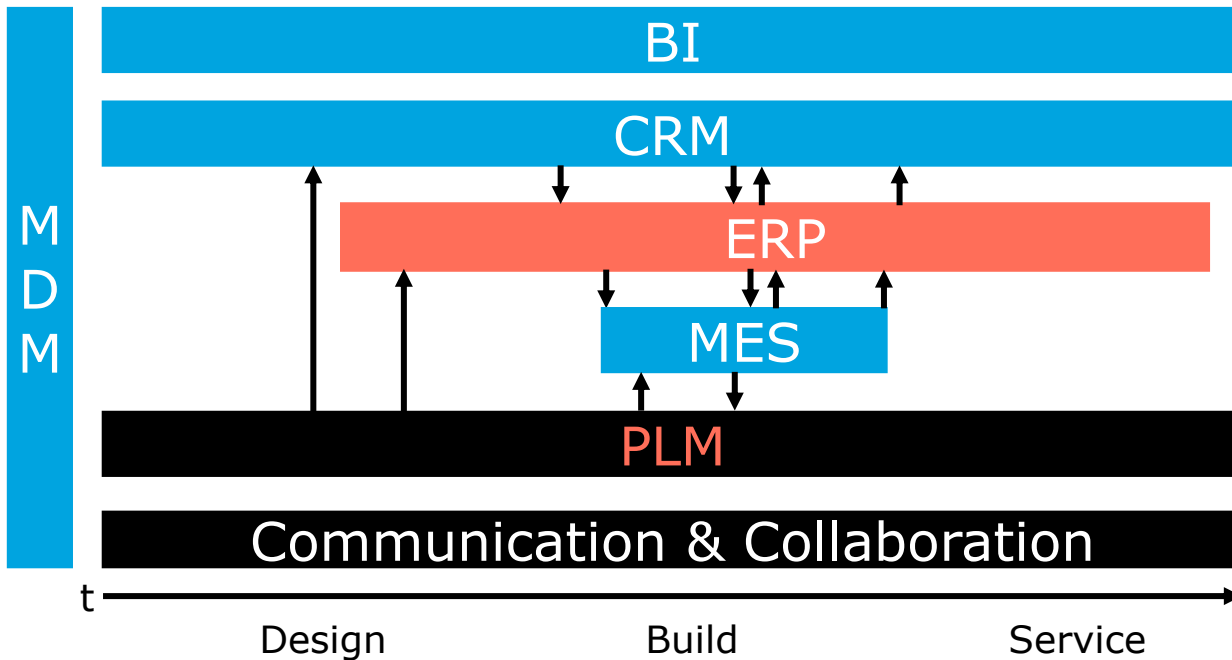 BI
CRM
M
D
M
ERP
MES
PLM
Communication & Collaboration
t
Design Build Service